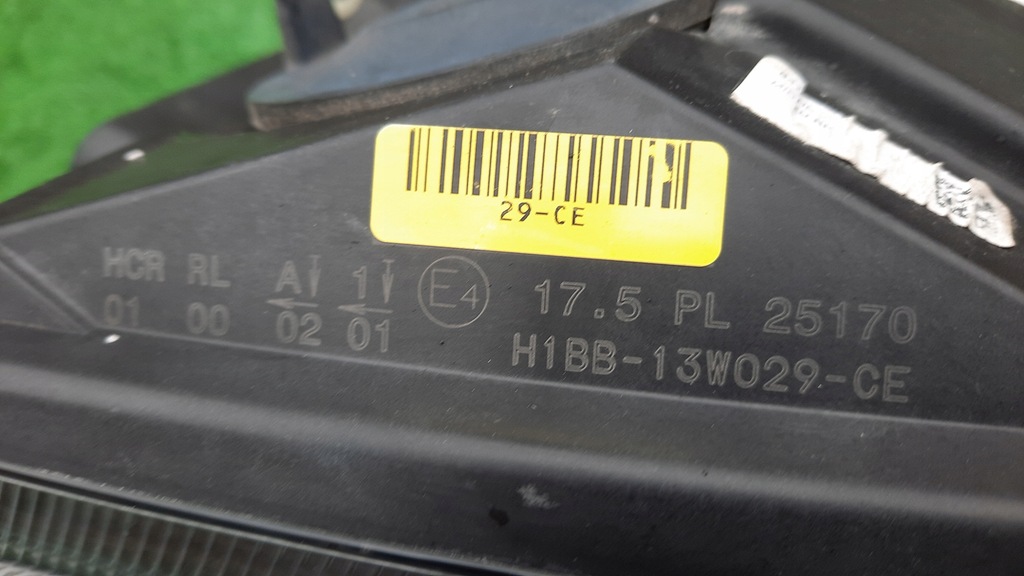 29-CE
HCR RL A 1 E4 17.5 PL 25170
01 00 02 01 H1BB-13W029-CE